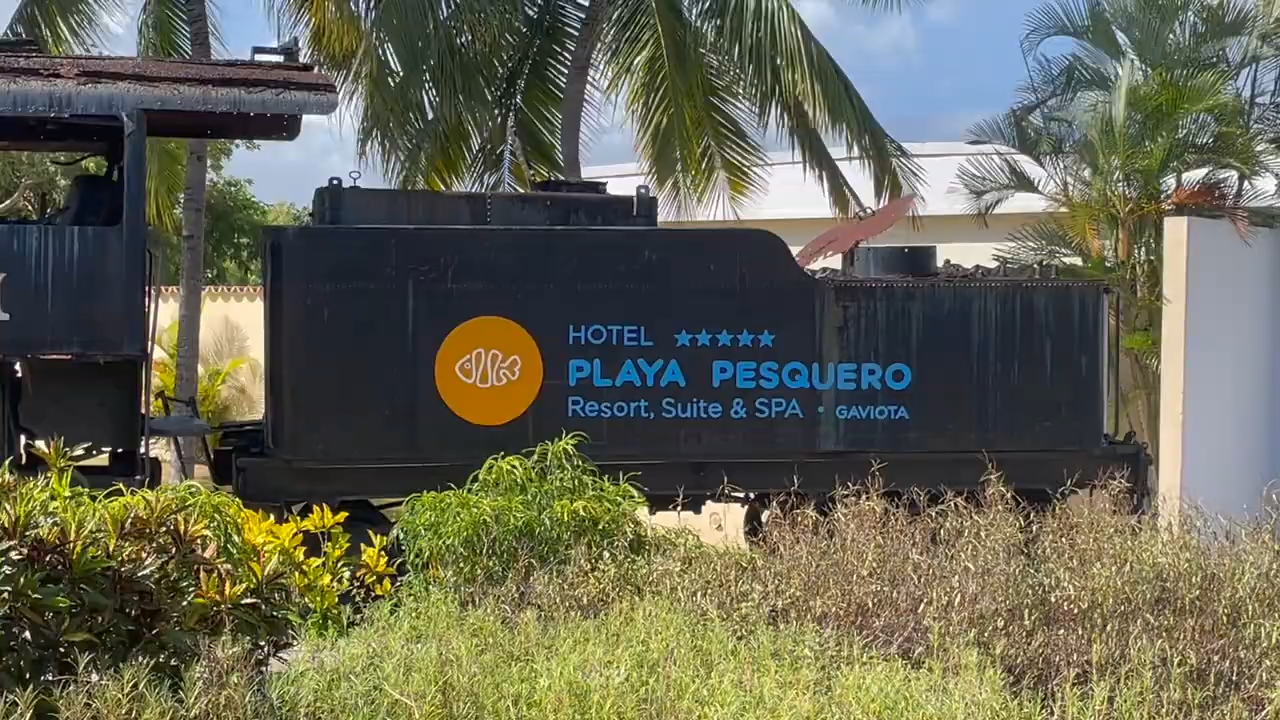 HOTEL ★★★★★
PLAYA PESQUERO
Resort, Suite & SPA • GAVIOTA